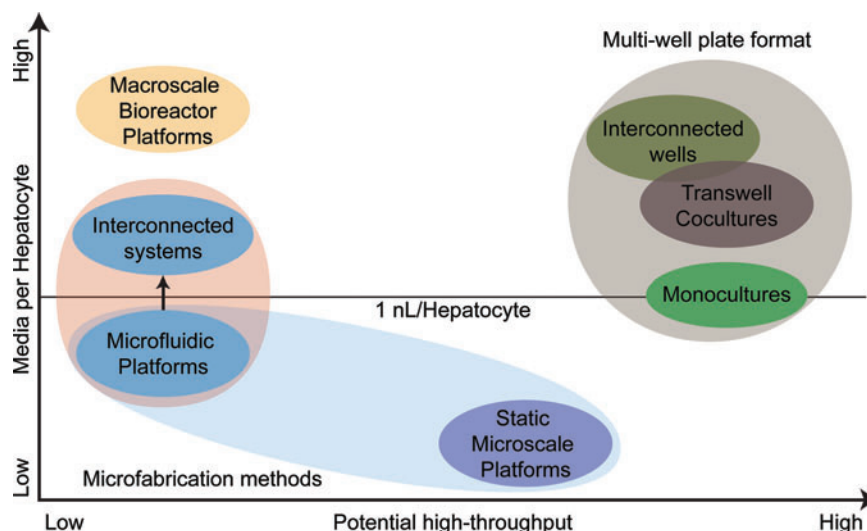 High
Media per Hepatocyte
Low
Multi-well plate format
Macroscale
Bioreactor
Platforms
Interconnected
wells
Transwell
Cocultures
Interconnected
systems
Monocultures
1 nL/Hepatocyte
Microfluidic
Platforms
Static
Microscale
Platforms
Microfabrication methods
Low
Potential high-throughput
High